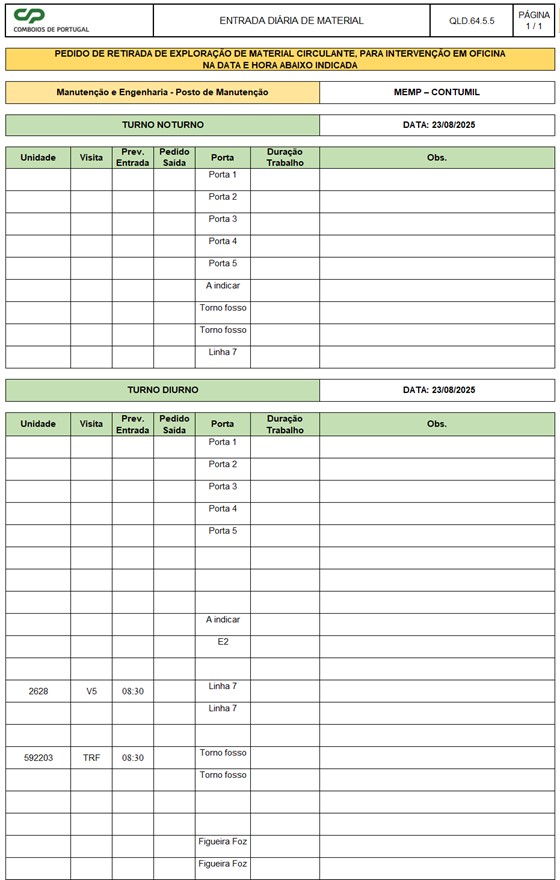 CP
COMBOIOS DE PORTUGAL
ENTRADA DIÁRIA DE MATERIAL
QLD.64.5.5
PÁGINA
1 / 1
PEDIDO DE RETIRADA DE EXPLORAÇÃO DE MATERIAL CIRCULANTE, PARA INTERVENÇÃO EM OFICINA
NA DATA E HORA ABAIXO INDICADA
Manutenção e Engenharia - Posto de Manutenção
MEMP – CONTUMIL
TURNO NOTURNO
DATA: 23/08/2025
Unidade Visita Prev. Entrada Pedido Saída Porta Duração Trabalho Obs.
Porta 1
Porta 2
Porta 3
Porta 4
Porta 5
A indicar
Torno fosso
Torno fosso
Linha 7
TURNO DIURNO
DATA: 23/08/2025
Unidade Visita Prev. Entrada Pedido Saída Porta Duração Trabalho Obs.
Porta 1
Porta 2
Porta 3
Porta 4
Porta 5
A indicar
E2
2628 V5 08:30 Linha 7
Linha 7
592203 TRF 08:30 Torno fosso
Torno fosso
Figueira Foz
Figueira Foz